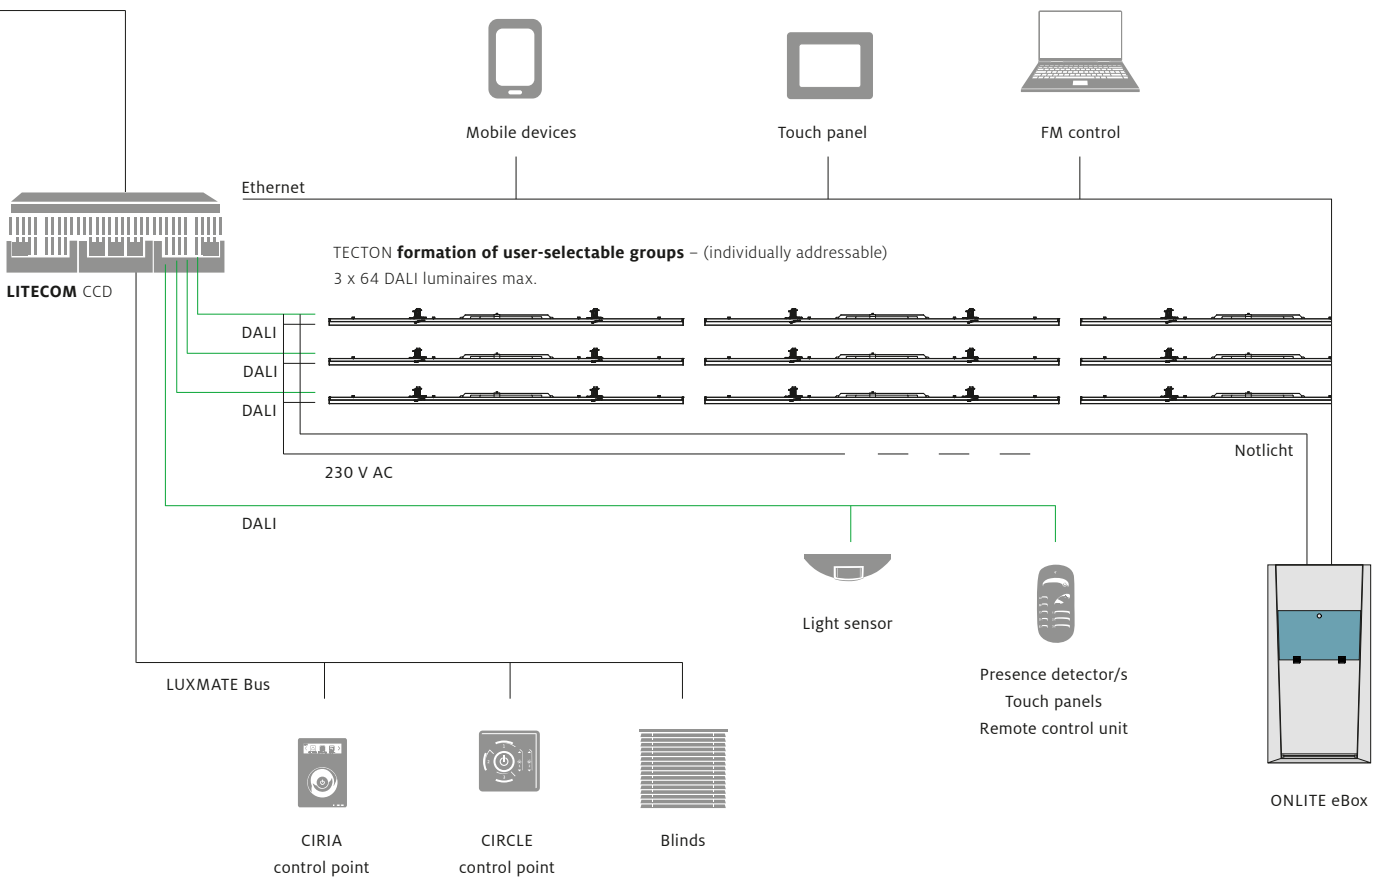 Mobile devices
Touch panel
FM control
Ethernet
TECTON formation of user-selectable groups – (individually addressable)
3 x 64 DALI luminaires max.
LITECOM CCD
DALI
DALI
DALI
Notlicht
230 V AC
DALI
Light sensor
Presence detector/s
Touch panels
Remote control unit
LUXMATE Bus
ONLITE eBox
CIRIA
control point
CIRCLE
control point
Blinds